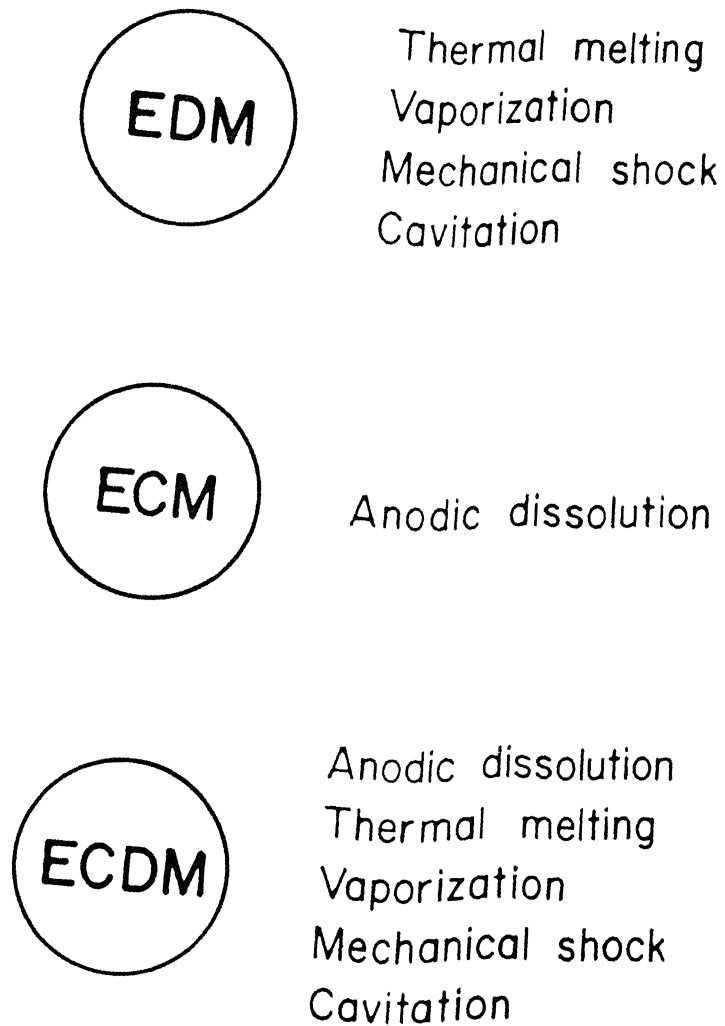 EDM
Thermal melting
Vaporization
Mechanical shock
Cavitation
ECM
Anodic dissolution
ECDM
Anodic dissolution
Thermal melting
Vaporization
Mechanical shock
Cavitation